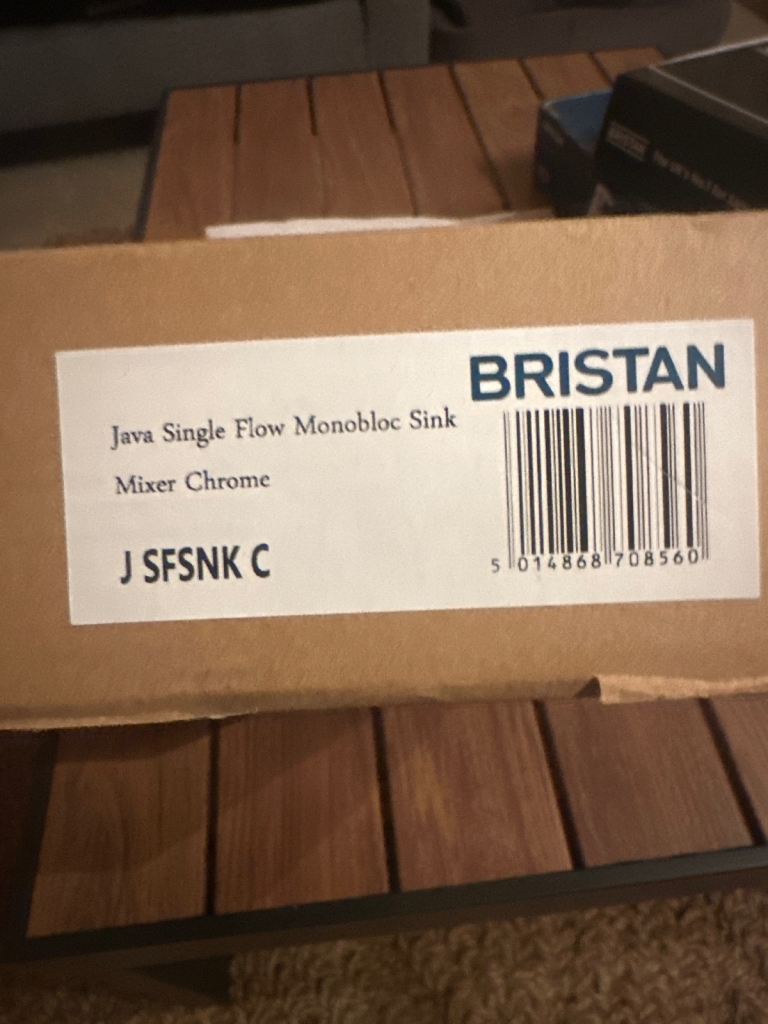 BRISTAN
Java Single Flow Monobloc Sink
Mixer Chrome
J SFSNK C
5 014868 708560